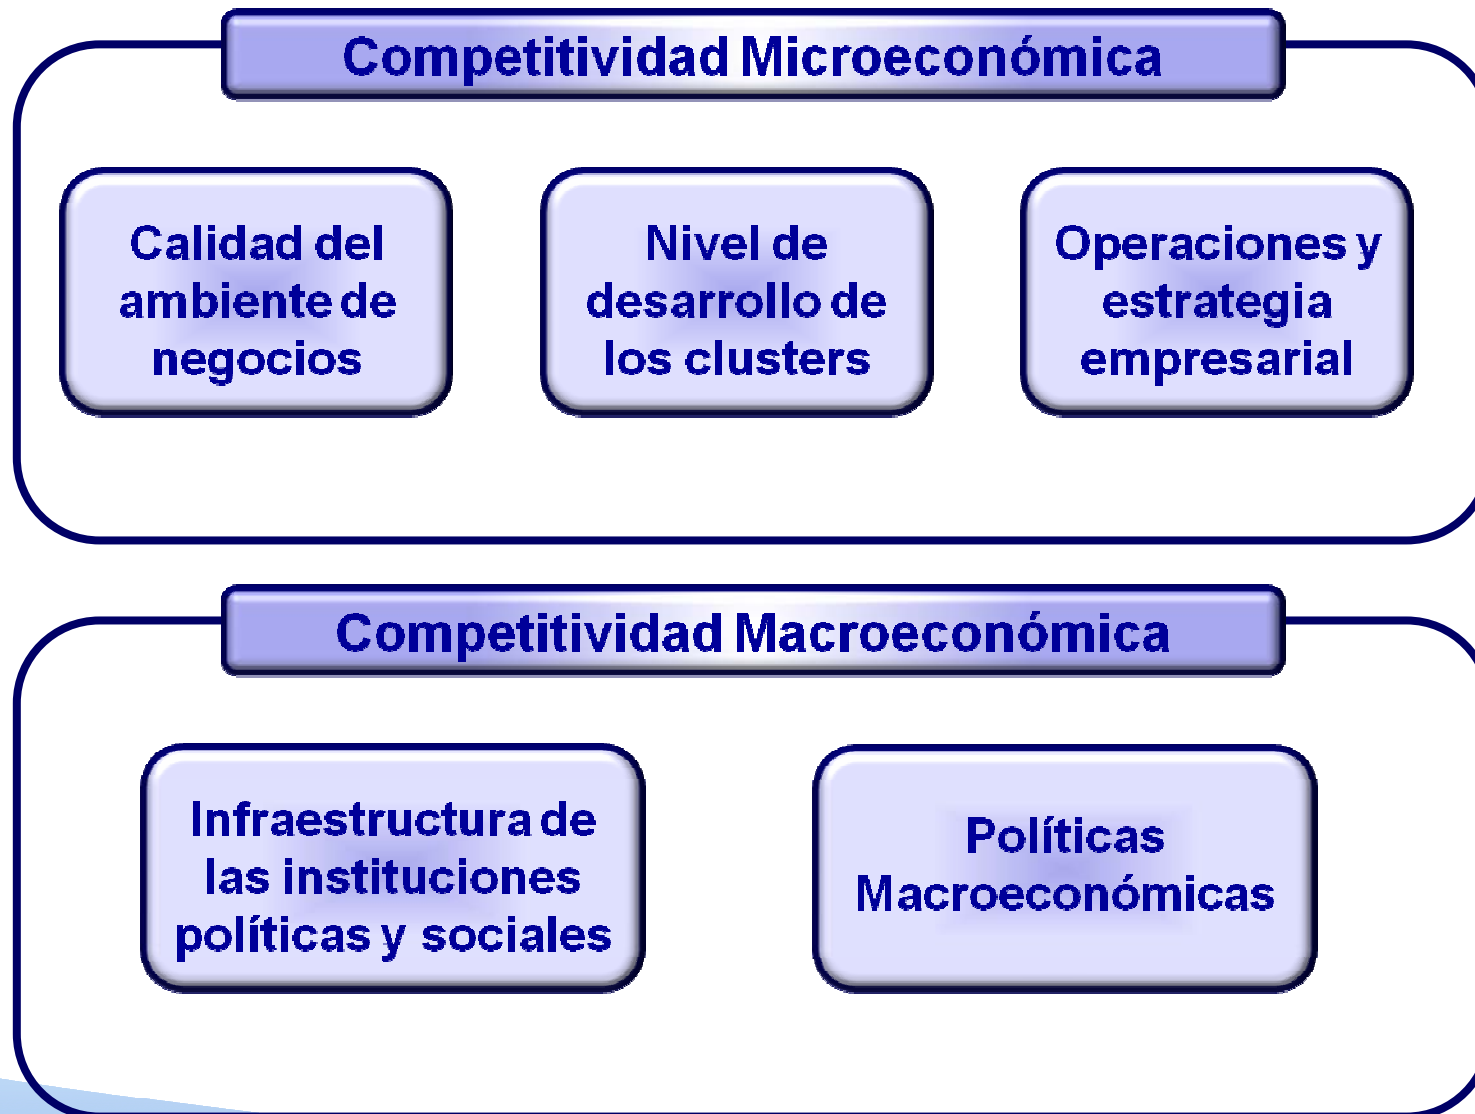 Competitividad Microeconómica
Calidad del
ambiente de
negocios
Nivel de
desarrollo de
los clusters
Operaciones y
estrategia
empresarial
Competitividad Macroeconómica
Infraestructura de
las instituciones
políticas y sociales
Políticas
Macroeconómicas